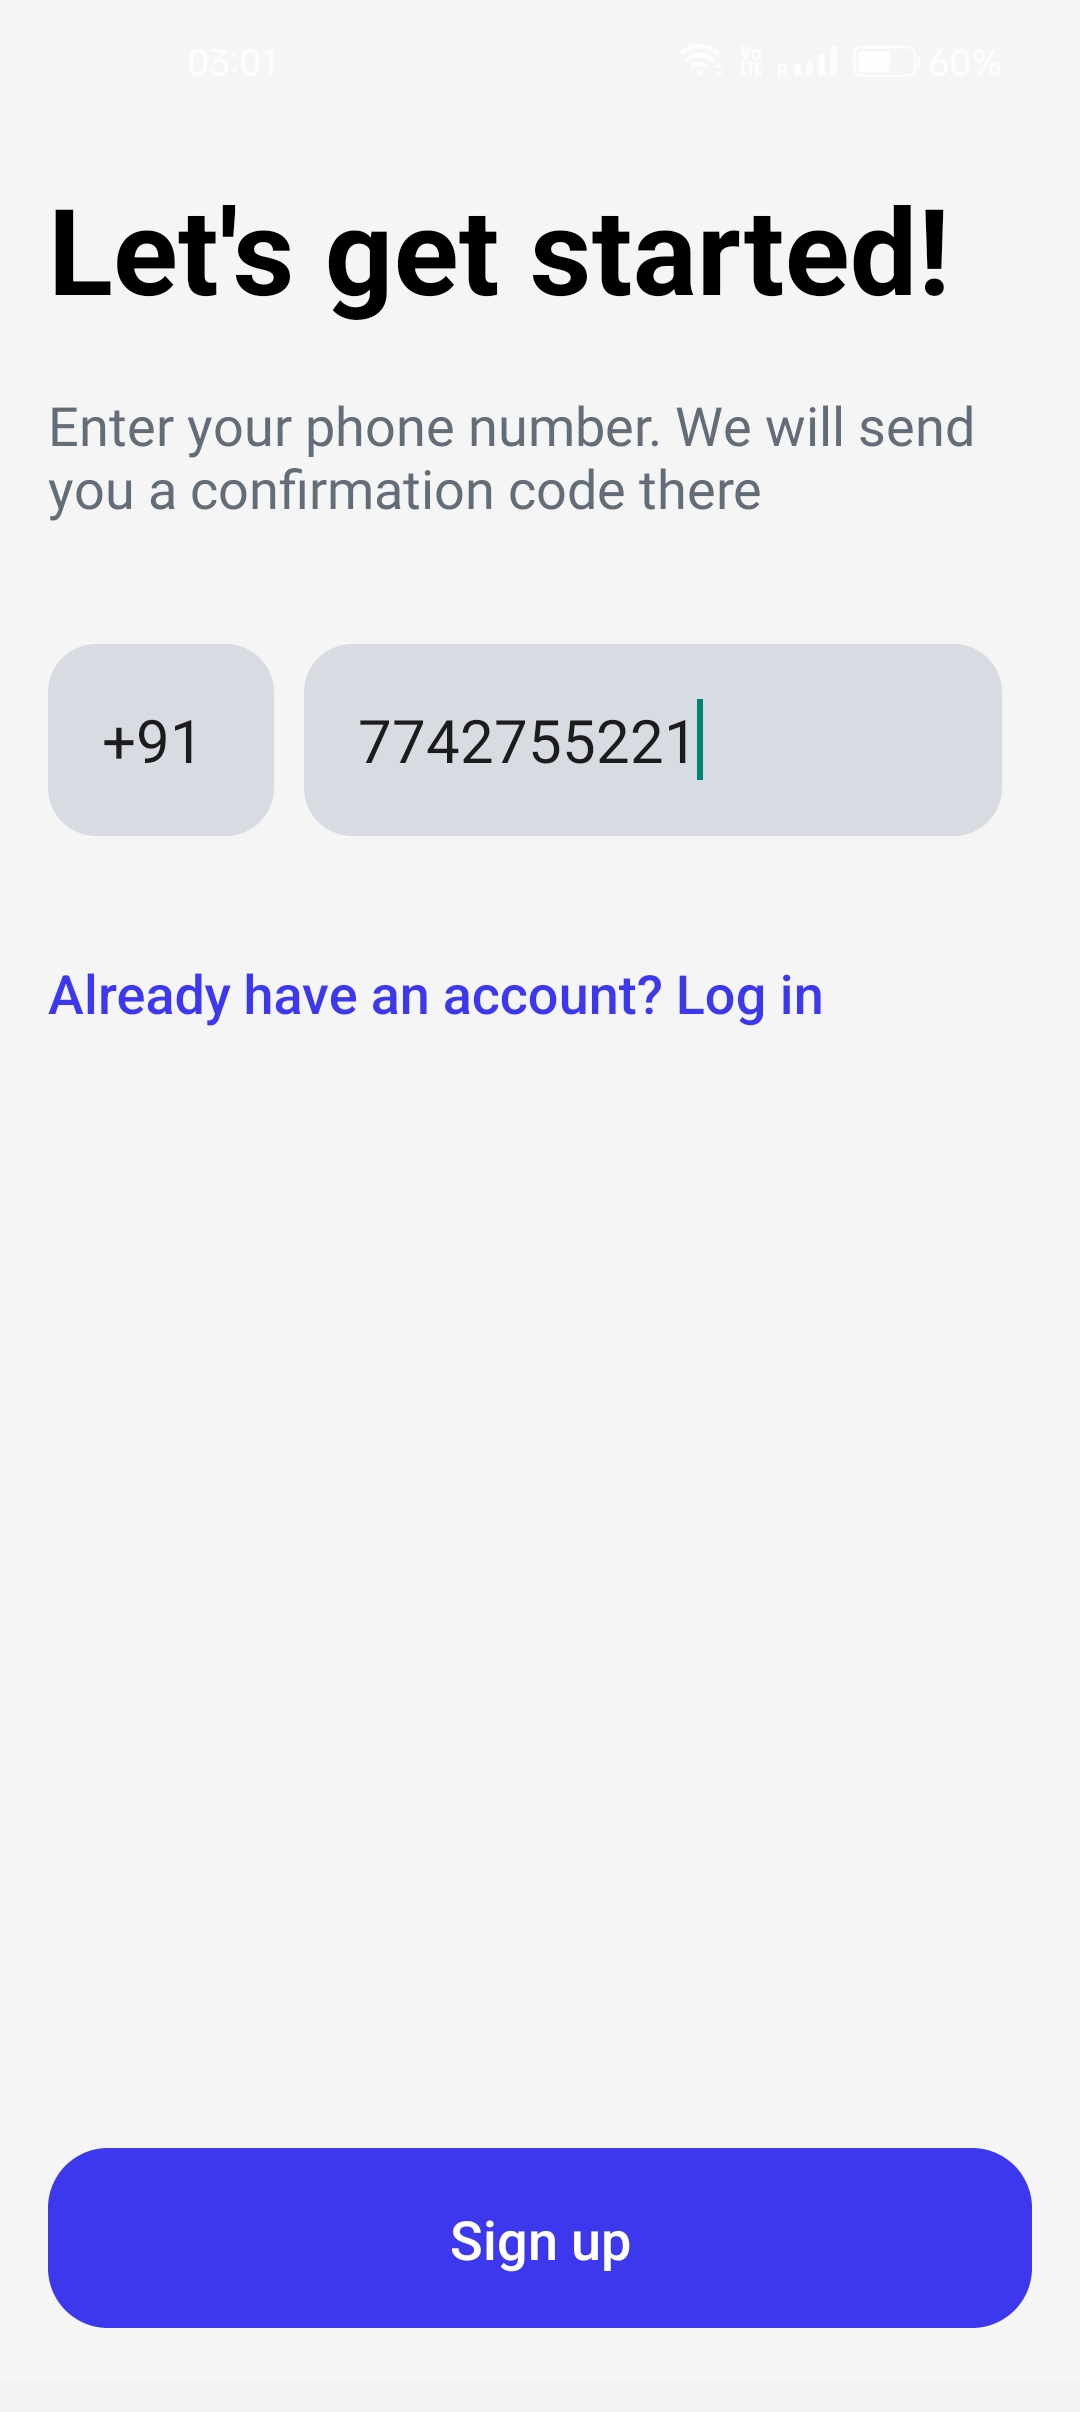 03:01
Vo
LTE
R
60%
Let's get started!
Enter your phone number. We will send
you a confirmation code there
+91
7742755221
Already have an account? Log in
Sign up